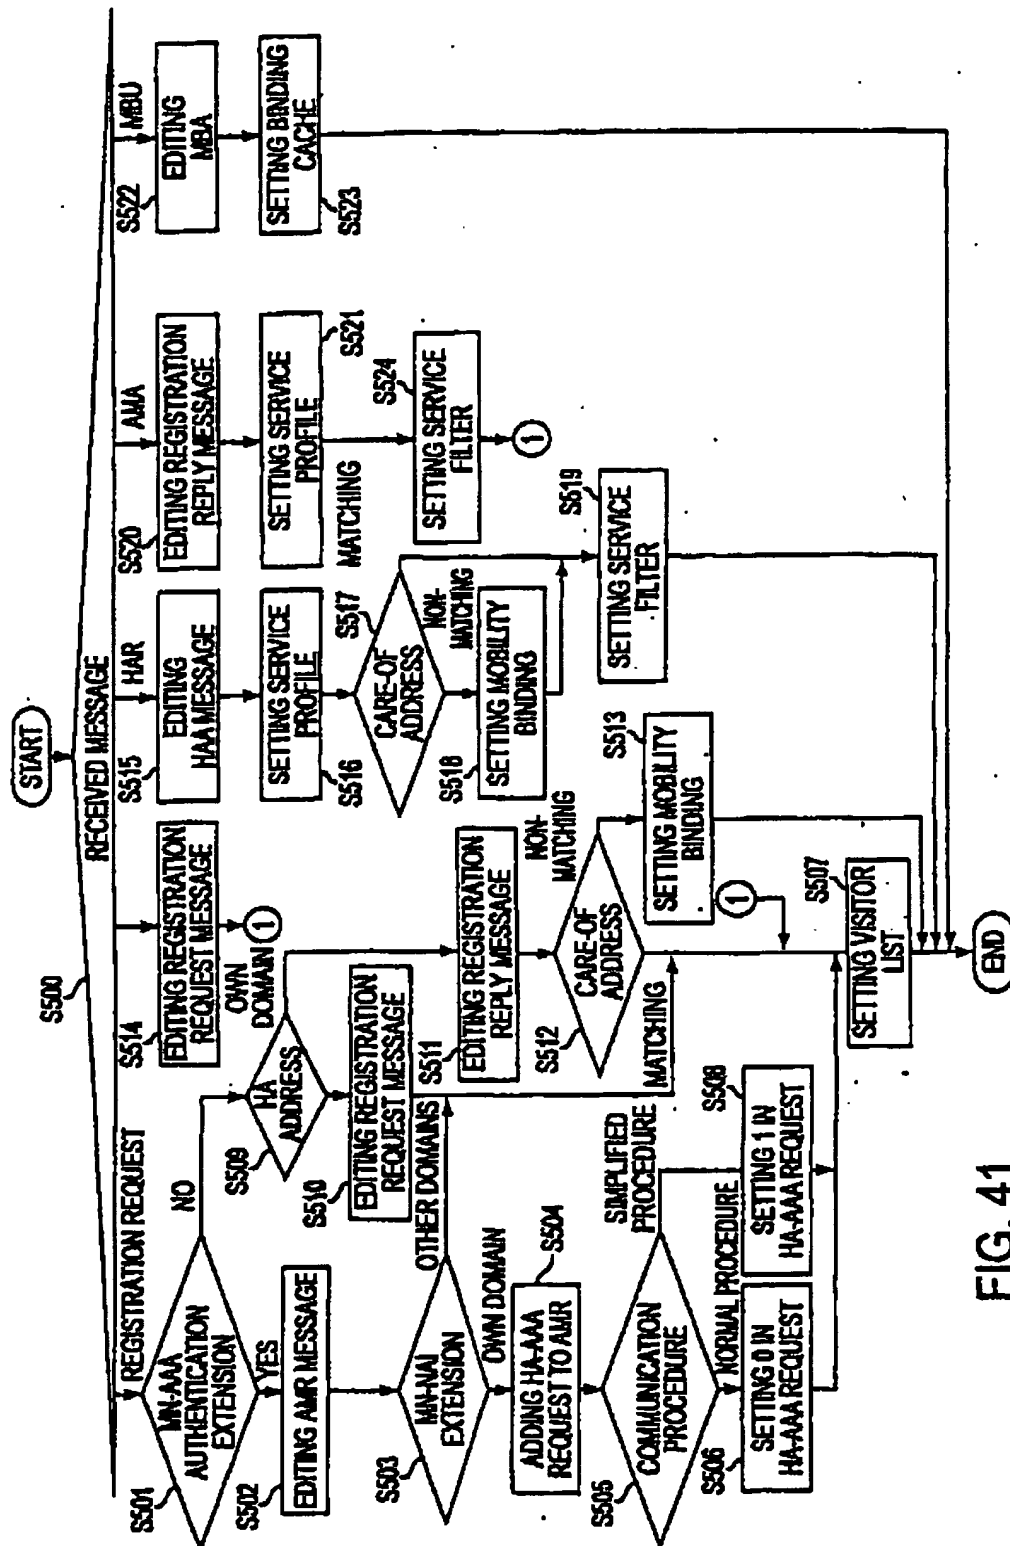 START
S500
RECEIVED MESSAGE
REGISTRATION REQUEST
S501
MN-AAA
AUTHENTICATION
EXTENSION
NO
YES
S502
EDITING AMR MESSAGE
S503
MN-NAI
EXTENSION
OTHER DOMAINS
OWN DOMAIN
S504
ADDING HA-AAA
REQUEST TO AMR
S505
COMMUNICATION
PROCEDURE
SIMPLIFIED
PROCEDURE
NORMAL PROCEDURE
S506
SETTING 0 IN
HA-AAA REQUEST
S508
SETTING 1 IN
HA-AAA REQUEST
S509
HA
ADDRESS
OWN
DOMAIN
S510
EDITING REGISTRATION
REQUEST MESSAGE
S511
EDITING REGISTRATION
REPLY MESSAGE
S512
CARE-OF
ADDRESS
NON-
MATCHING
MATCHING
S513
SETTING MOBILITY
BINDING
1
S507
SETTING VISITOR
LIST
S514
EDITING REGISTRATION
REQUEST MESSAGE
1
HAR
S515
EDITING
HAA MESSAGE
S516
SETTING SERVICE
PROFILE
S517
CARE-OF
ADDRESS
NON-
MATCHING
MATCHING
S518
SETTING MOBILITY
BINDING
S519
SETTING SERVICE
FILTER
AMA
S520
EDITING REGISTRATION
REPLY MESSAGE
S521
SETTING SERVICE
PROFILE
S524
SETTING SERVICE
FILTER
1
MBU
S522
EDITING
MBA
S523
SETTING BINDING
CACHE
END
FIG. 41